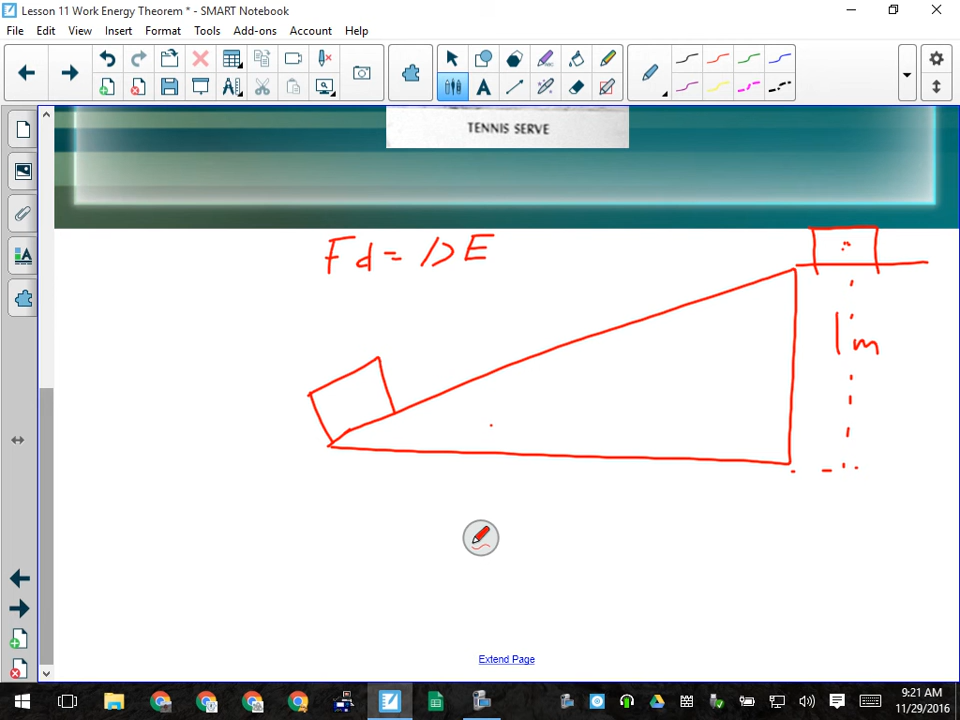 Lesson 11 Work Energy Theorem * - SMART Notebook
File Edit View Insert Format Tools Add-ons Account Help
TENNIS SERVE
Fd = DE
1m
Extend Page
9:21 AM
11/29/2016